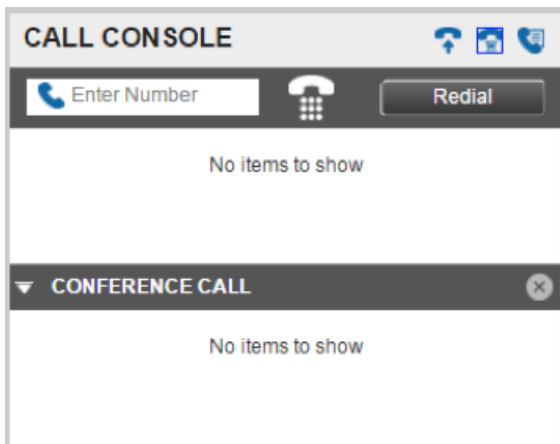 CALL CONSOLE
Enter Number
Redial
No items to show
CONFERENCE CALL
No items to show